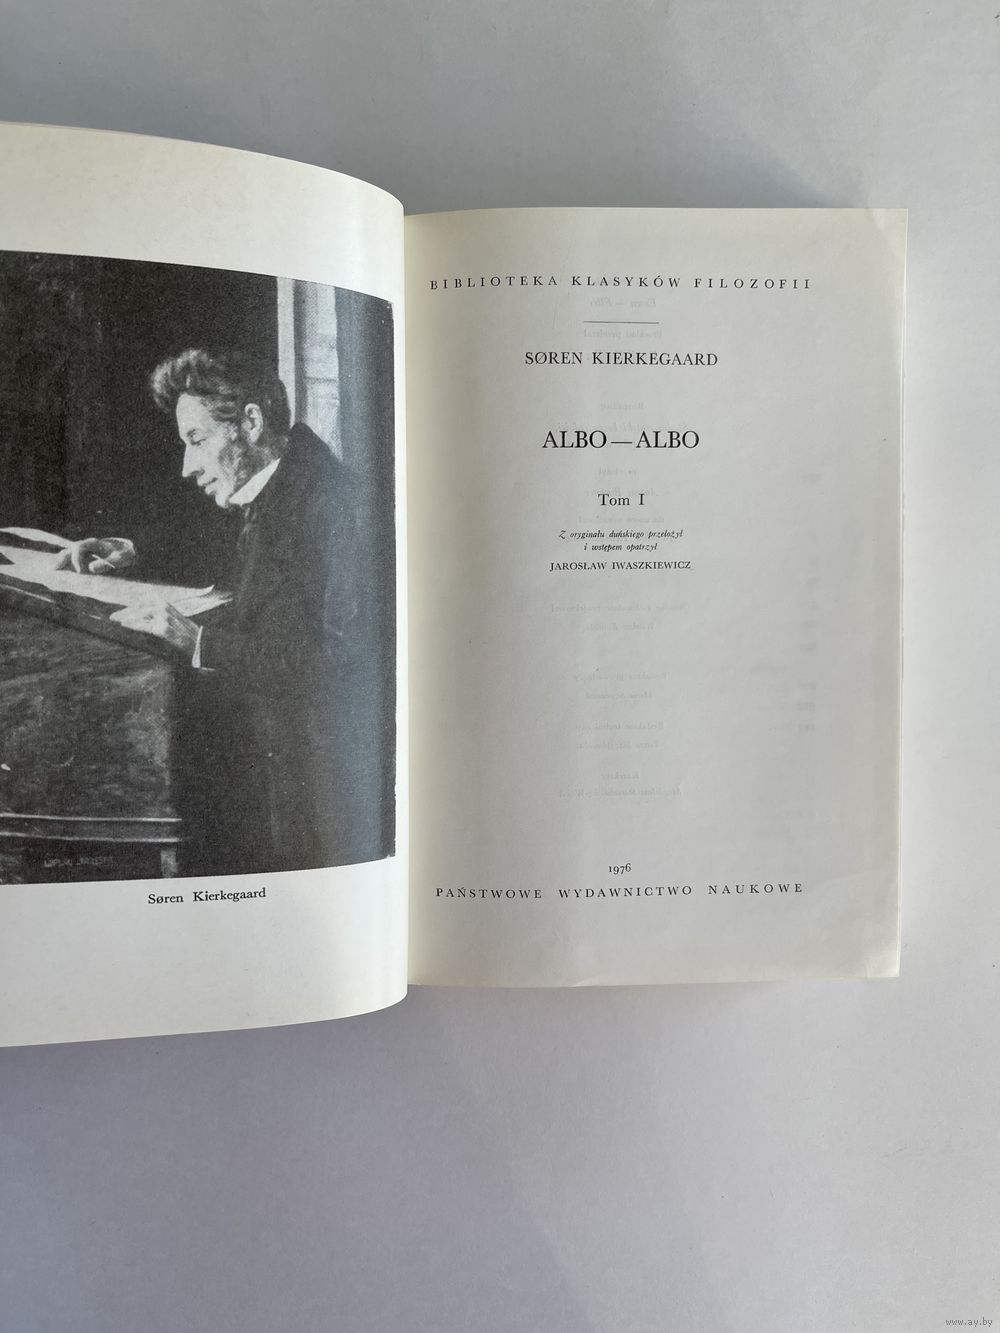 Søren Kierkegaard
BIBLIOTEKA KLASYKÓW FILOZOFII
SØREN KIERKEGAARD
ALBO—ALBO
Tom I
Z oryginału duńskiego przełożył
i wstępem opatrzył
JAROSŁAW IWASZKIEWICZ
1976
PAŃSTWOWE WYDAWNICTWO NAUKOWE
www.ay.by